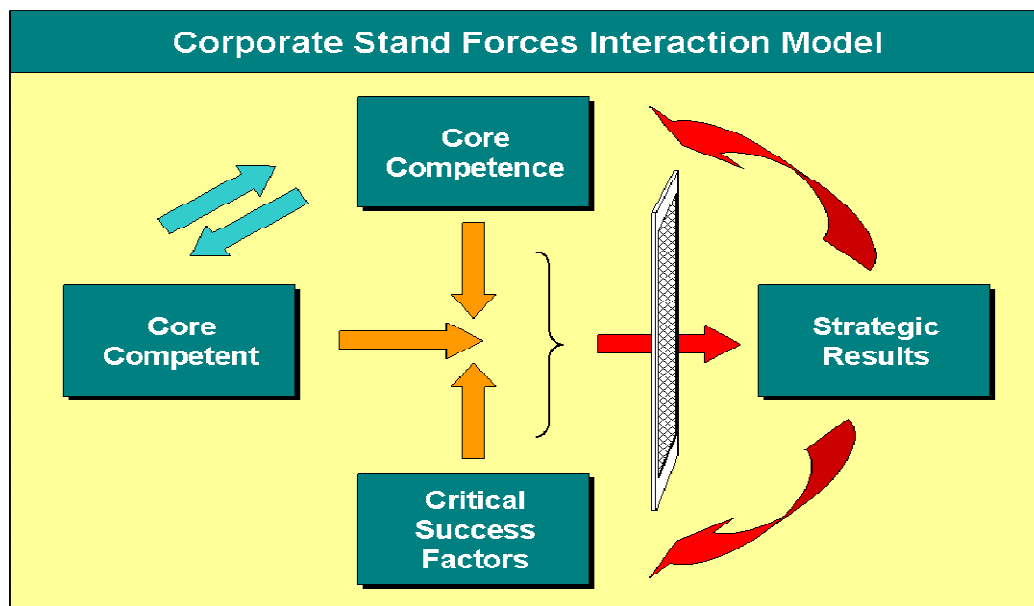 Corporate Stand Forces Interaction Model
Core
Competence
Core
Competent
Strategic
Results
Critical
Success
Factors